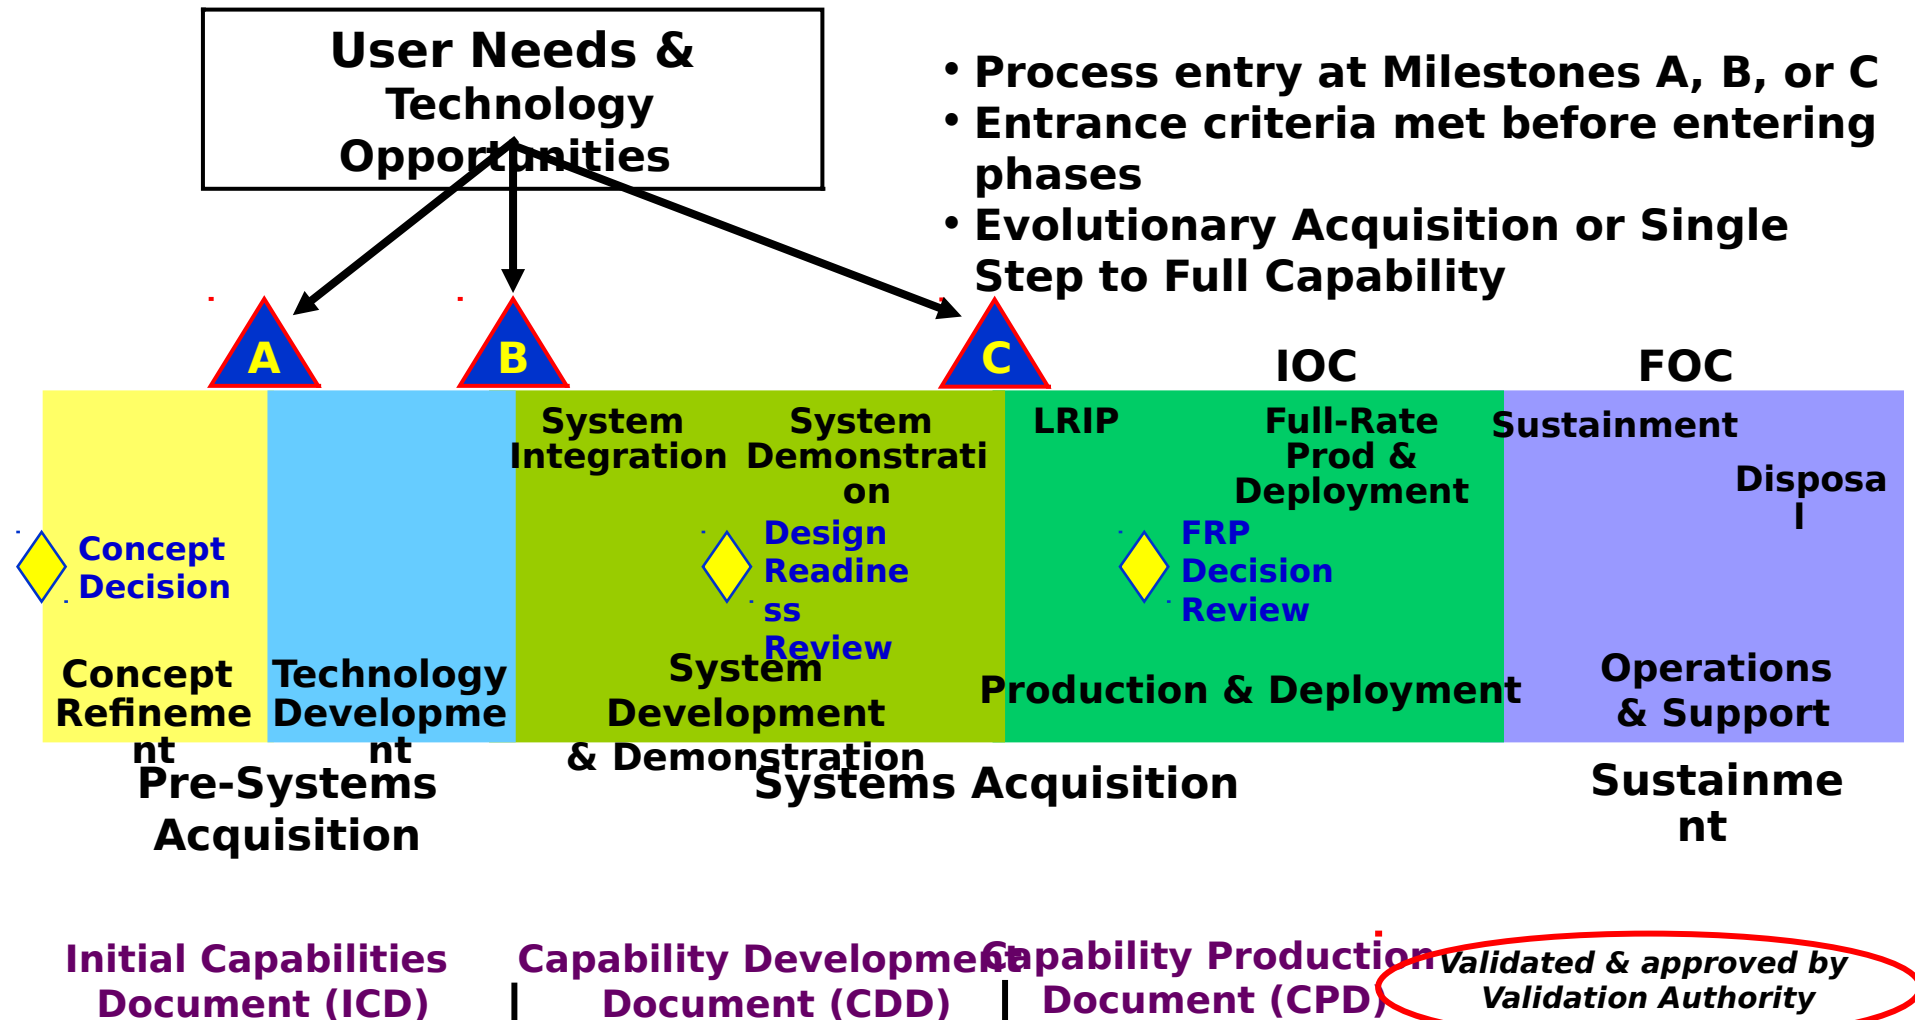 User Needs &
Technology
Opportunities
• Process entry at Milestones A, B, or C
• Entrance criteria met before entering
phases
• Evolutionary Acquisition or Single
Step to Full Capability
A
B
C
IOC
FOC
System
Integration
System
Demonstrati
on
LRIP
Full-Rate
Prod &
Deployment
Sustainment
Disposa
l
Concept
Decision
Design
Readine
ss
Review
FRP
Decision
Review
Concept
Refineme
nt
Technology
Developme
nt
System
Development
& Demonstration
Production & Deployment
Operations
& Support
Pre-Systems
Acquisition
Systems Acquisition
Sustainme
nt
Initial Capabilities
Document (ICD)
Capability Development
Document (CDD)
Capability Production
Document (CPD)
Validated & approved by
Validation Authority